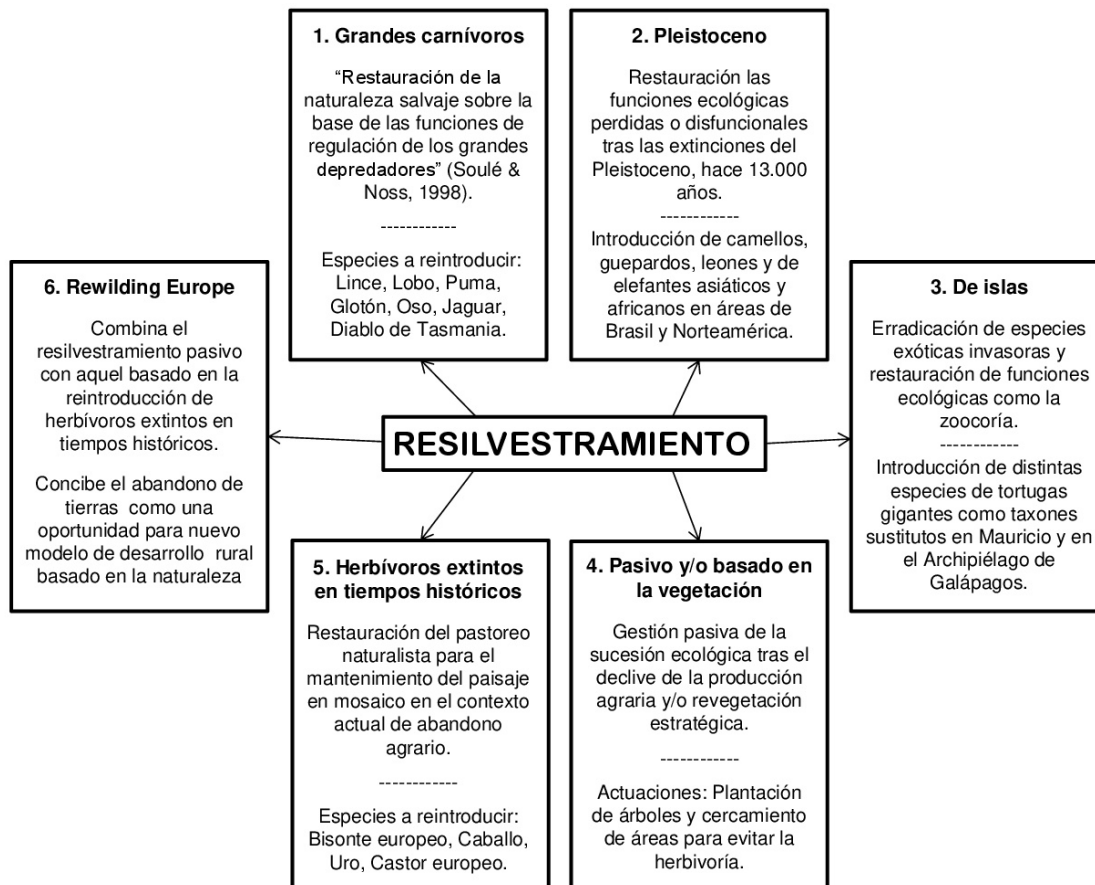 1. Grandes carnívoros
“Restauración de la
naturaleza salvaje sobre la
base de las funciones de
regulación de los grandes
depredadores” (Soulé &
Noss, 1998).
------------
Especies a reintroducir:
Lince, Lobo, Puma,
Glotón, Oso, Jaguar,
Diablo de Tasmania.
2. Pleistoceno
Restauración las
funciones ecológicas
perdidas o disfuncionales
tras las extinciones del
Pleistoceno, hace 13.000
años.
------------
Introducción de camellos,
guepardos, leones y de
elefantes asiáticos y
africanos en áreas de
Brasil y Norteamérica.
6. Rewilding Europe
Combina el
resilvestramiento pasivo
con aquel basado en la
reintroducción de
herbívoros extintos en
tiempos históricos.
Concibe el abandono de
tierras como una
oportunidad para nuevo
modelo de desarrollo rural
basado en la naturaleza
RESILVESTRAMIENTO
3. De islas
Erradicación de especies
exóticas invasoras y
restauración de funciones
ecológicas como la
zoocoría.
------------
Introducción de distintas
especies de tortugas
gigantes como taxones
sustitutos en Mauricio y en
el Archipiélago de
Galápagos.
5. Herbívoros extintos
en tiempos históricos
Restauración del pastoreo
naturalista para el
mantenimiento del paisaje
en mosaico en el contexto
actual de abandono
agrario.
------------
Especies a reintroducir:
Bisonte europeo, Caballo,
Uro, Castor europeo.
4. Pasivo y/o basado en
la vegetación
Gestión pasiva de la
sucesión ecológica tras el
declive de la producción
agraria y/o revegetación
estratégica.
------------
Actuaciones: Plantación
de árboles y cercamiento
de áreas para evitar la
herbivoría.